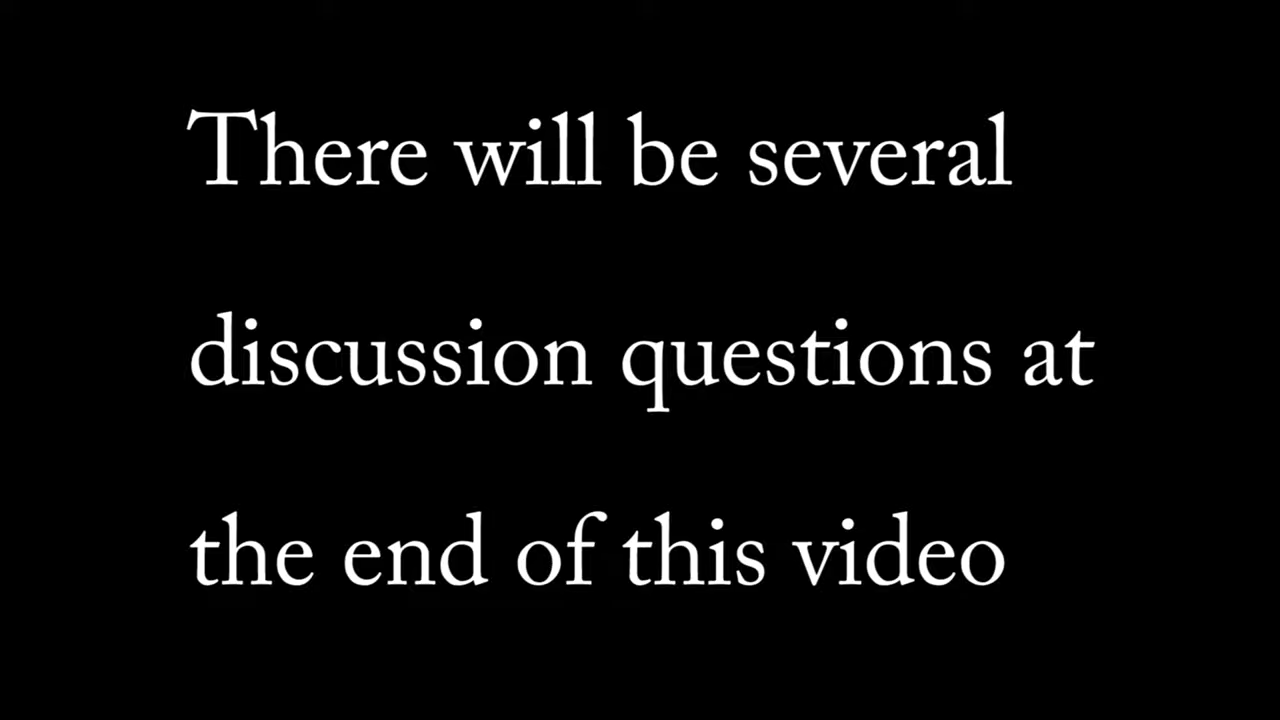 There will be several
discussion questions at
the end of this video